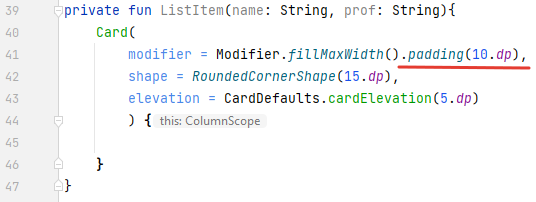 39 private fun ListItem(name: String, prof: String){
40 Card(
41 modifier = Modifier.fillMaxWidth().padding(10.dp),
42 shape = RoundedCornerShape(15.dp),
43 elevation = CardDefaults.cardElevation(5.dp)
44 ) { this: ColumnScope
45
46 }
47 }